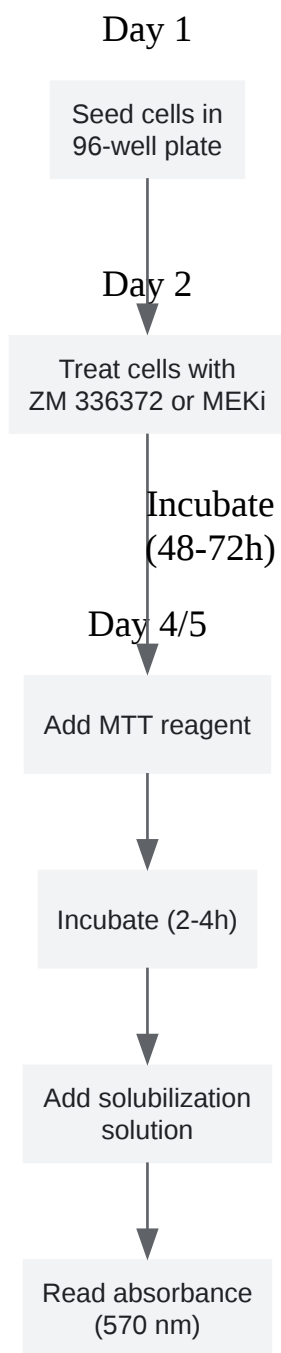 Day 1
Seed cells in
96-well plate
Day 2
Treat cells with
ZM 336372 or MEKi
Incubate
(48-72h)
Day 4/5
Add MTT reagent
Incubate (2-4h)
Add solubilization
solution
Read absorbance
(570 nm)